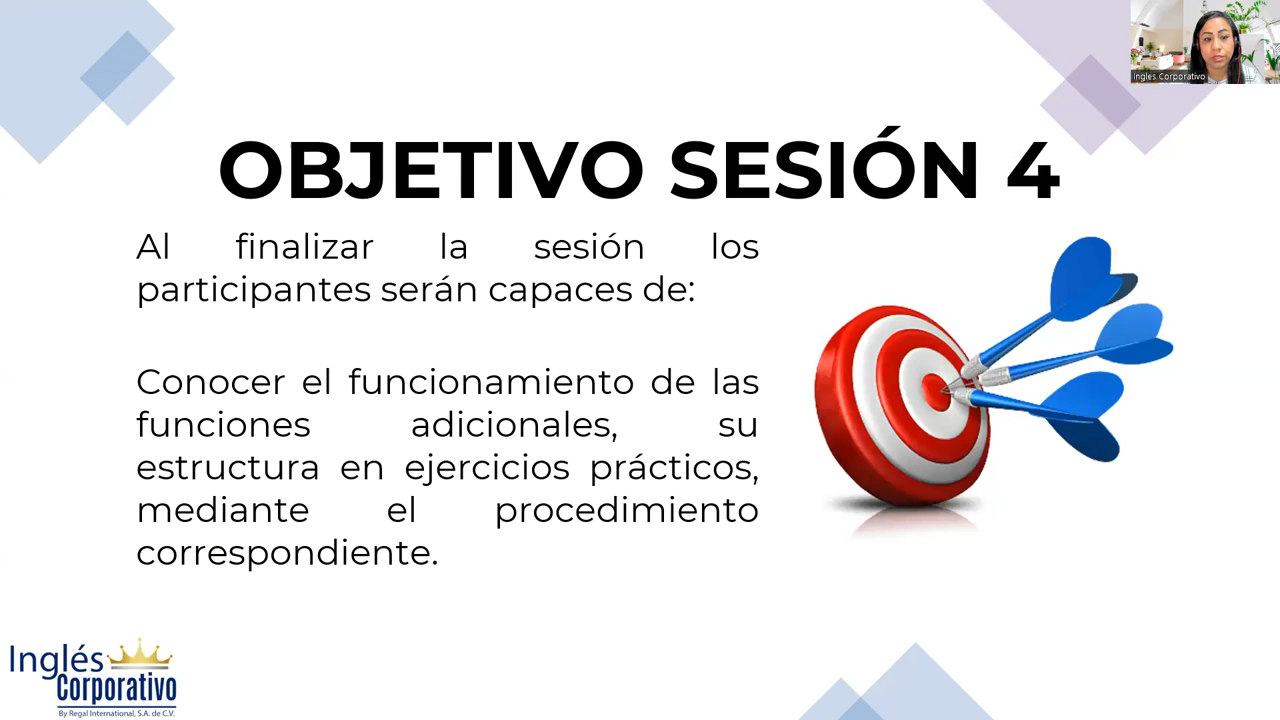 Ingles Corporativo
OBJETIVO SESIÓN 4
Al finalizar la sesión los
participantes serán capaces de:
Conocer el funcionamiento de las
funciones adicionales, su
estructura en ejercicios prácticos,
mediante el procedimiento
correspondiente.
Inglés
Corporativo
By Regal International, S.A. de C.V.